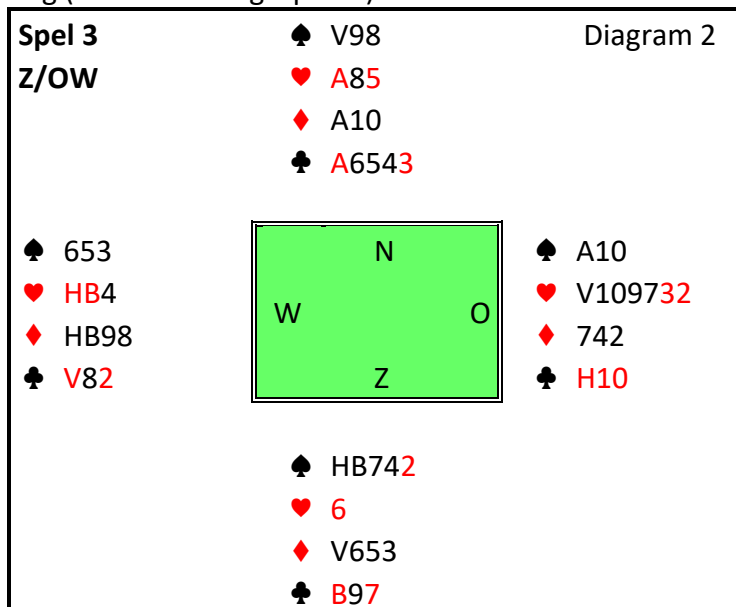 Spel 3 ♠ V98 Diagram 2
Z/OW ♥ A85
♦ A10
♣ A6543
♠ 653 N ♠ A10
♥ HB4 W O ♥ V109732
♦ HB98 ♦ 742
♣ V82 Z ♣ H10
♠ HB742
♥ 6
♦ V653
♣ B97